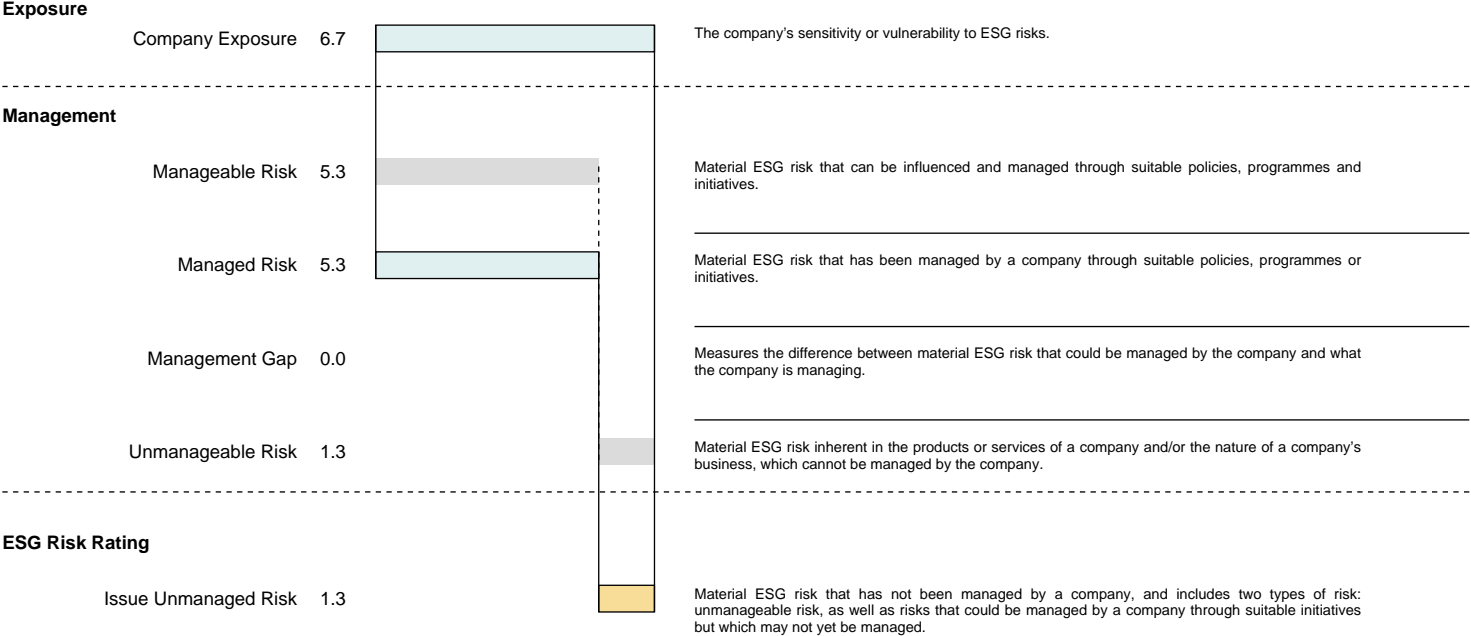 Exposure
Company Exposure 6.7
The company’s sensitivity or vulnerability to ESG risks.
Management
Manageable Risk 5.3
Material ESG risk that can be influenced and managed through suitable policies, programmes and
initiatives.
Managed Risk 5.3
Material ESG risk that has been managed by a company through suitable policies, programmes or
initiatives.
Management Gap 0.0
Measures the difference between material ESG risk that could be managed by the company and what
the company is managing.
Unmanageable Risk 1.3
Material ESG risk inherent in the products or services of a company and/or the nature of a company’s
business, which cannot be managed by the company.
ESG Risk Rating
Issue Unmanaged Risk 1.3
Material ESG risk that has not been managed by a company, and includes two types of risk:
unmanageable risk, as well as risks that could be managed by a company through suitable initiatives
but which may not yet be managed.